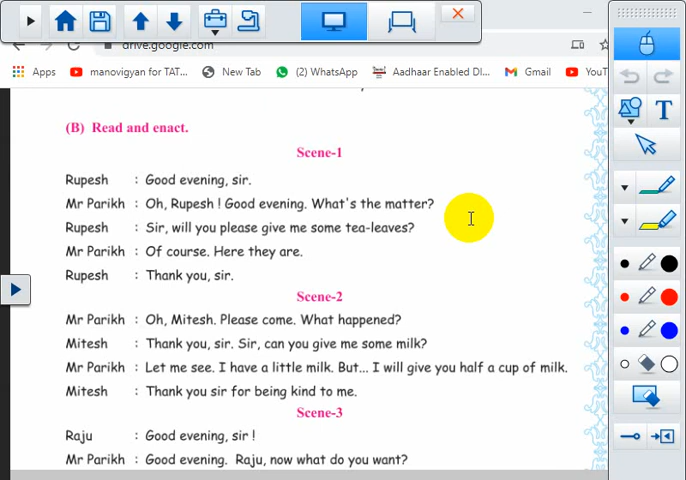 drive.google.com
Apps manovigyan for TAT... New Tab (2) WhatsApp Aadhaar Enabled DI... Gmail YouT
(B) Read and enact.
Scene-1
Rupesh : Good evening, sir.
Mr Parikh : Oh, Rupesh ! Good evening. What's the matter?
Rupesh : Sir, will you please give me some tea-leaves?
Mr Parikh : Of course. Here they are.
Rupesh : Thank you, sir.
Scene-2
Mr Parikh : Oh, Mitesh. Please come. What happened?
Mitesh : Thank you, sir. Sir, can you give me some milk?
Mr Parikh : Let me see. I have a little milk. But... I will give you half a cup of milk.
Mitesh : Thank you sir for being kind to me.
Scene-3
Raju : Good evening, sir !
Mr Parikh : Good evening. Raju, now what do you want?
T